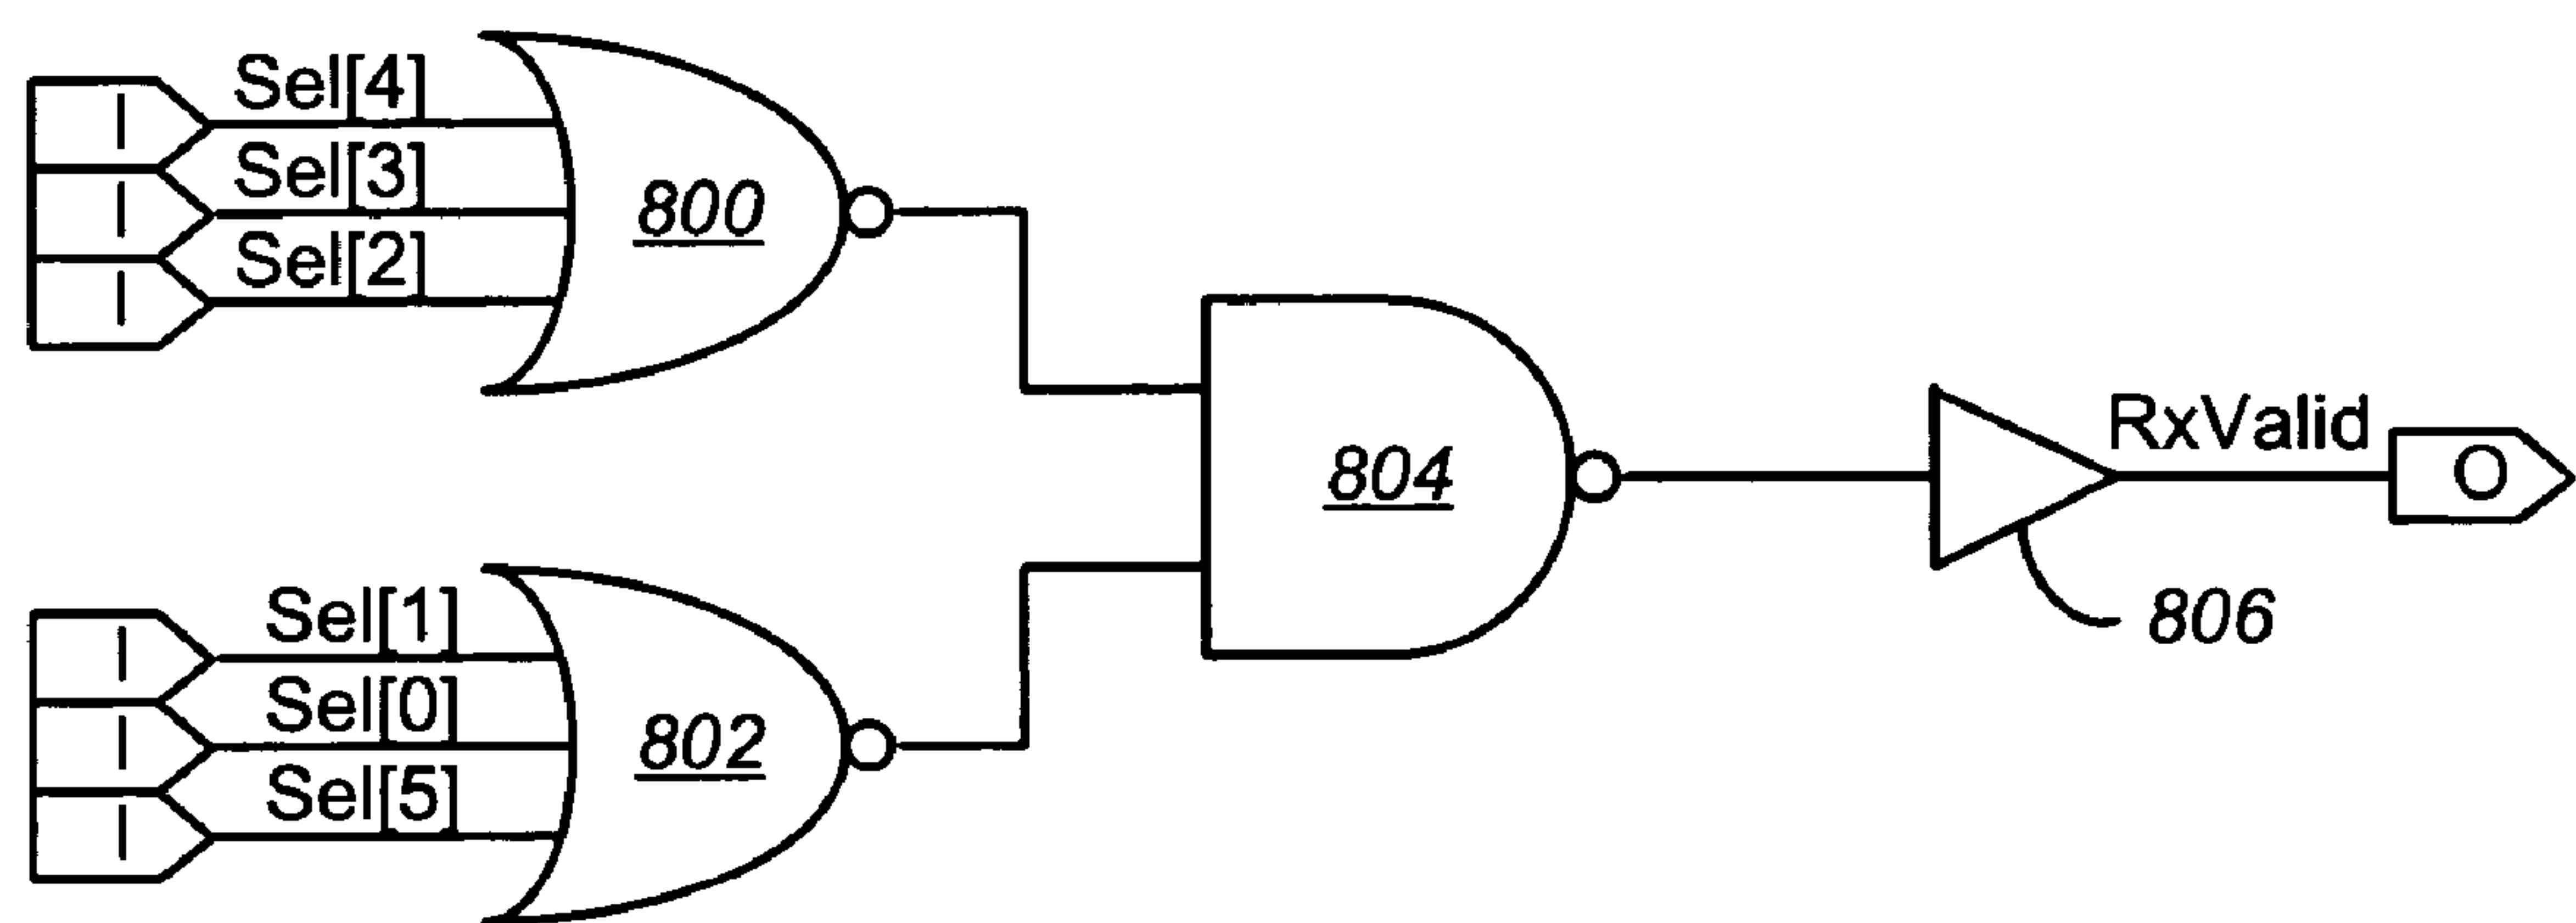 Sel[4]
I
Sel[3]
I
Sel[2]
I
800
804
RxValid
O
806
Sel[1]
I
Sel[0]
I
Sel[5]
I
802